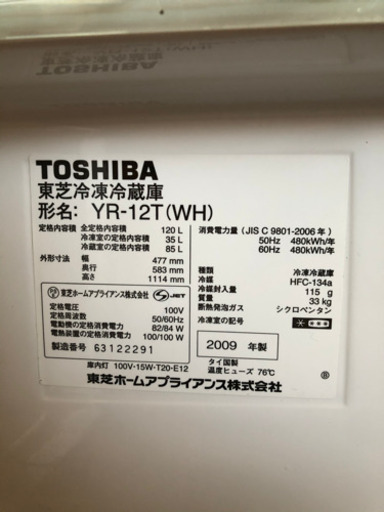 TOSHIBA
東芝冷凍冷蔵庫
形名: YR-12T(WH)
定格内容積 全定格内容積 120 L
冷凍室の定格内容積 35 L
冷蔵室の定格内容積 85 L
外形寸法 幅 477 mm
奥行 583 mm
高さ 1114 mm
東芝ホームアプライアンス株式会社 JET
定格電圧 100V
定格周波数 50/60Hz
電動機の定格消費電力 82/84 W
電熱装置の定格消費電力 100/100 W
製造番号 63122291
消費電力量 (JIS C 9801-2006年)
50Hz 480kWh/年
60Hz 480kWh/年
種類 冷凍冷蔵庫
冷媒 HFC-134a
冷媒封入量 115 g
質量 33 kg
断熱発泡ガス シクロペンタン
冷凍室の記号
2009 年製
タイ国製
庫内灯 100V-15W-T20-E12
温度ヒューズ 76℃
東芝ホームアプライアンス株式会社